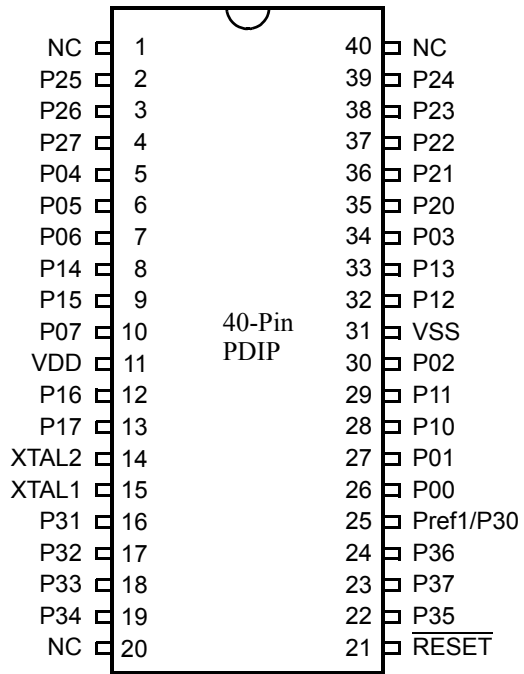 NC 1 40 NC
P25 2 39 P24
P26 3 38 P23
P27 4 37 P22
P04 5 36 P21
P05 6 35 P20
P06 7 34 P03
P14 8 33 P13
P15 9 32 P12
P07 10 40-Pin 31 VSS
VDD 11 PDIP 30 P02
P16 12 29 P11
P17 13 28 P10
XTAL2 14 27 P01
XTAL1 15 26 P00
P31 16 25 Pref1/P30
P32 17 24 P36
P33 18 23 P37
P34 19 22 P35
NC 20 21 RESET